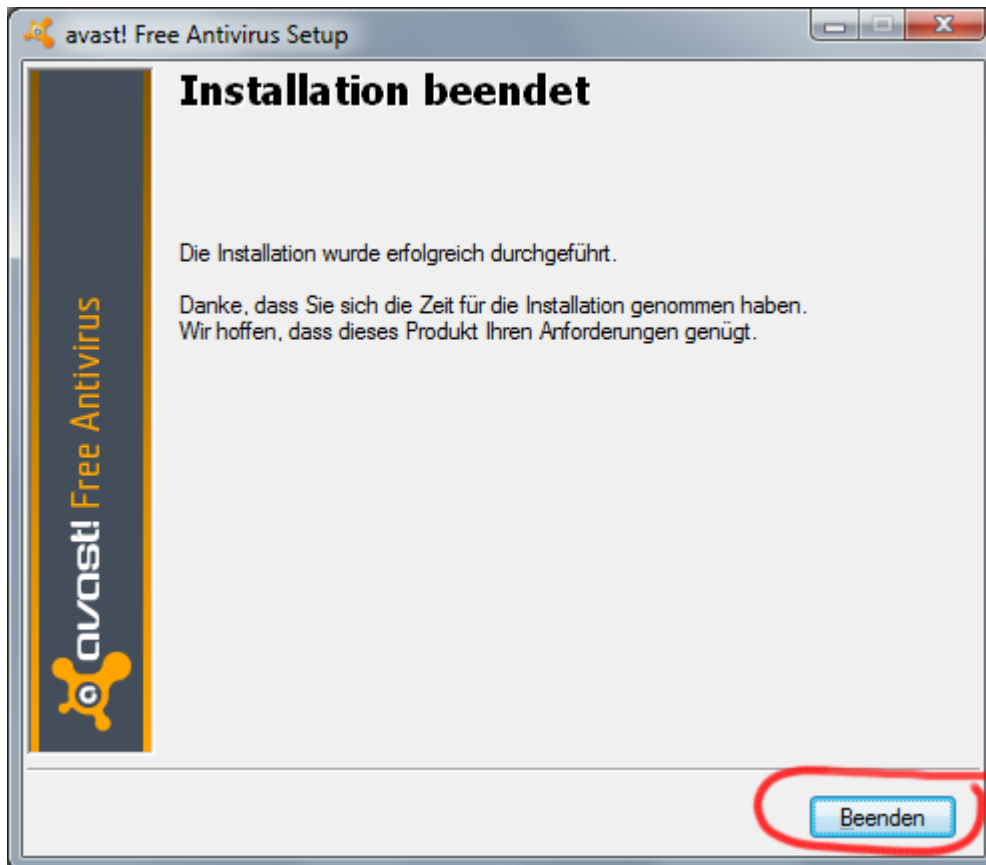 avast! Free Antivirus Setup
Installation beendet
Die Installation wurde erfolgreich durchgeführt.
Danke, dass Sie sich die Zeit für die Installation genommen haben.
Wir hoffen, dass dieses Produkt Ihren Anforderungen genügt.
avast! Free Antivirus
Beenden